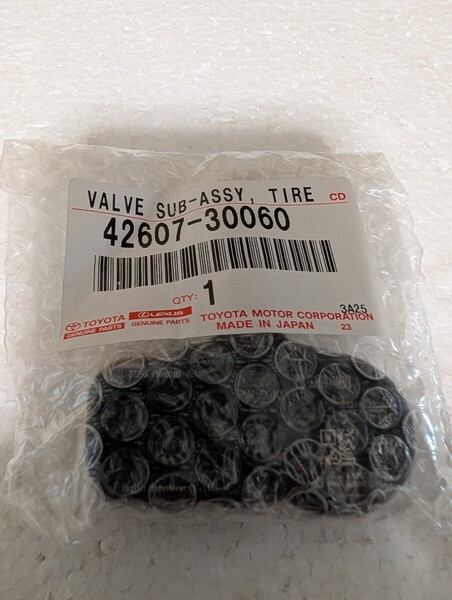 VALVE SUB-ASSY, TIRE CD
42607-30060
QTY: 1
3A25
TOYOTA LEXUS TOYOTA MOTOR CORPORATION
GENUINE PARTS GENUINE PARTS MADE IN JAPAN 23